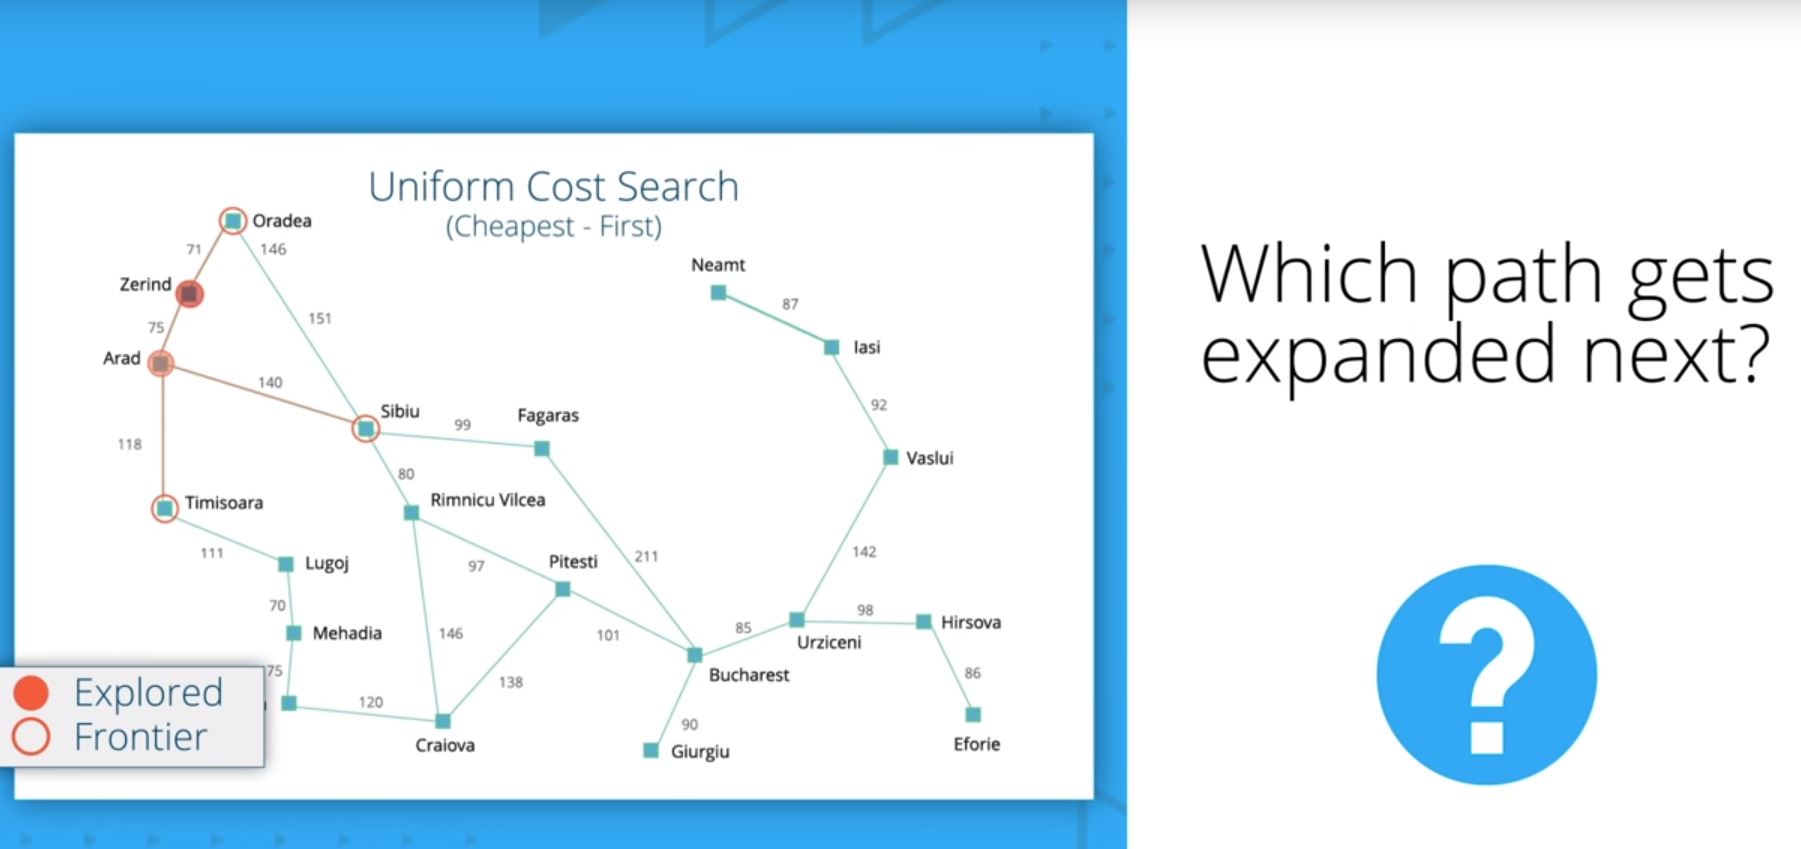 Uniform Cost Search
(Cheapest - First)
Oradea
71
146
Zerind
Neamt
87
75
151
Iasi
Arad
140
Sibiu
Fagaras
92
99
118
Vaslui
80
Timisoara
Rimnicu Vilcea
111
Lugoj
97
Pitesti
211
142
70
Mehadia
146
101
85
98
Hirsova
Urziceni
75
120
138
Bucharest
86
90
Craiova
Giurgiu
Eforie
Explored
Frontier
Which path gets
expanded next?
?